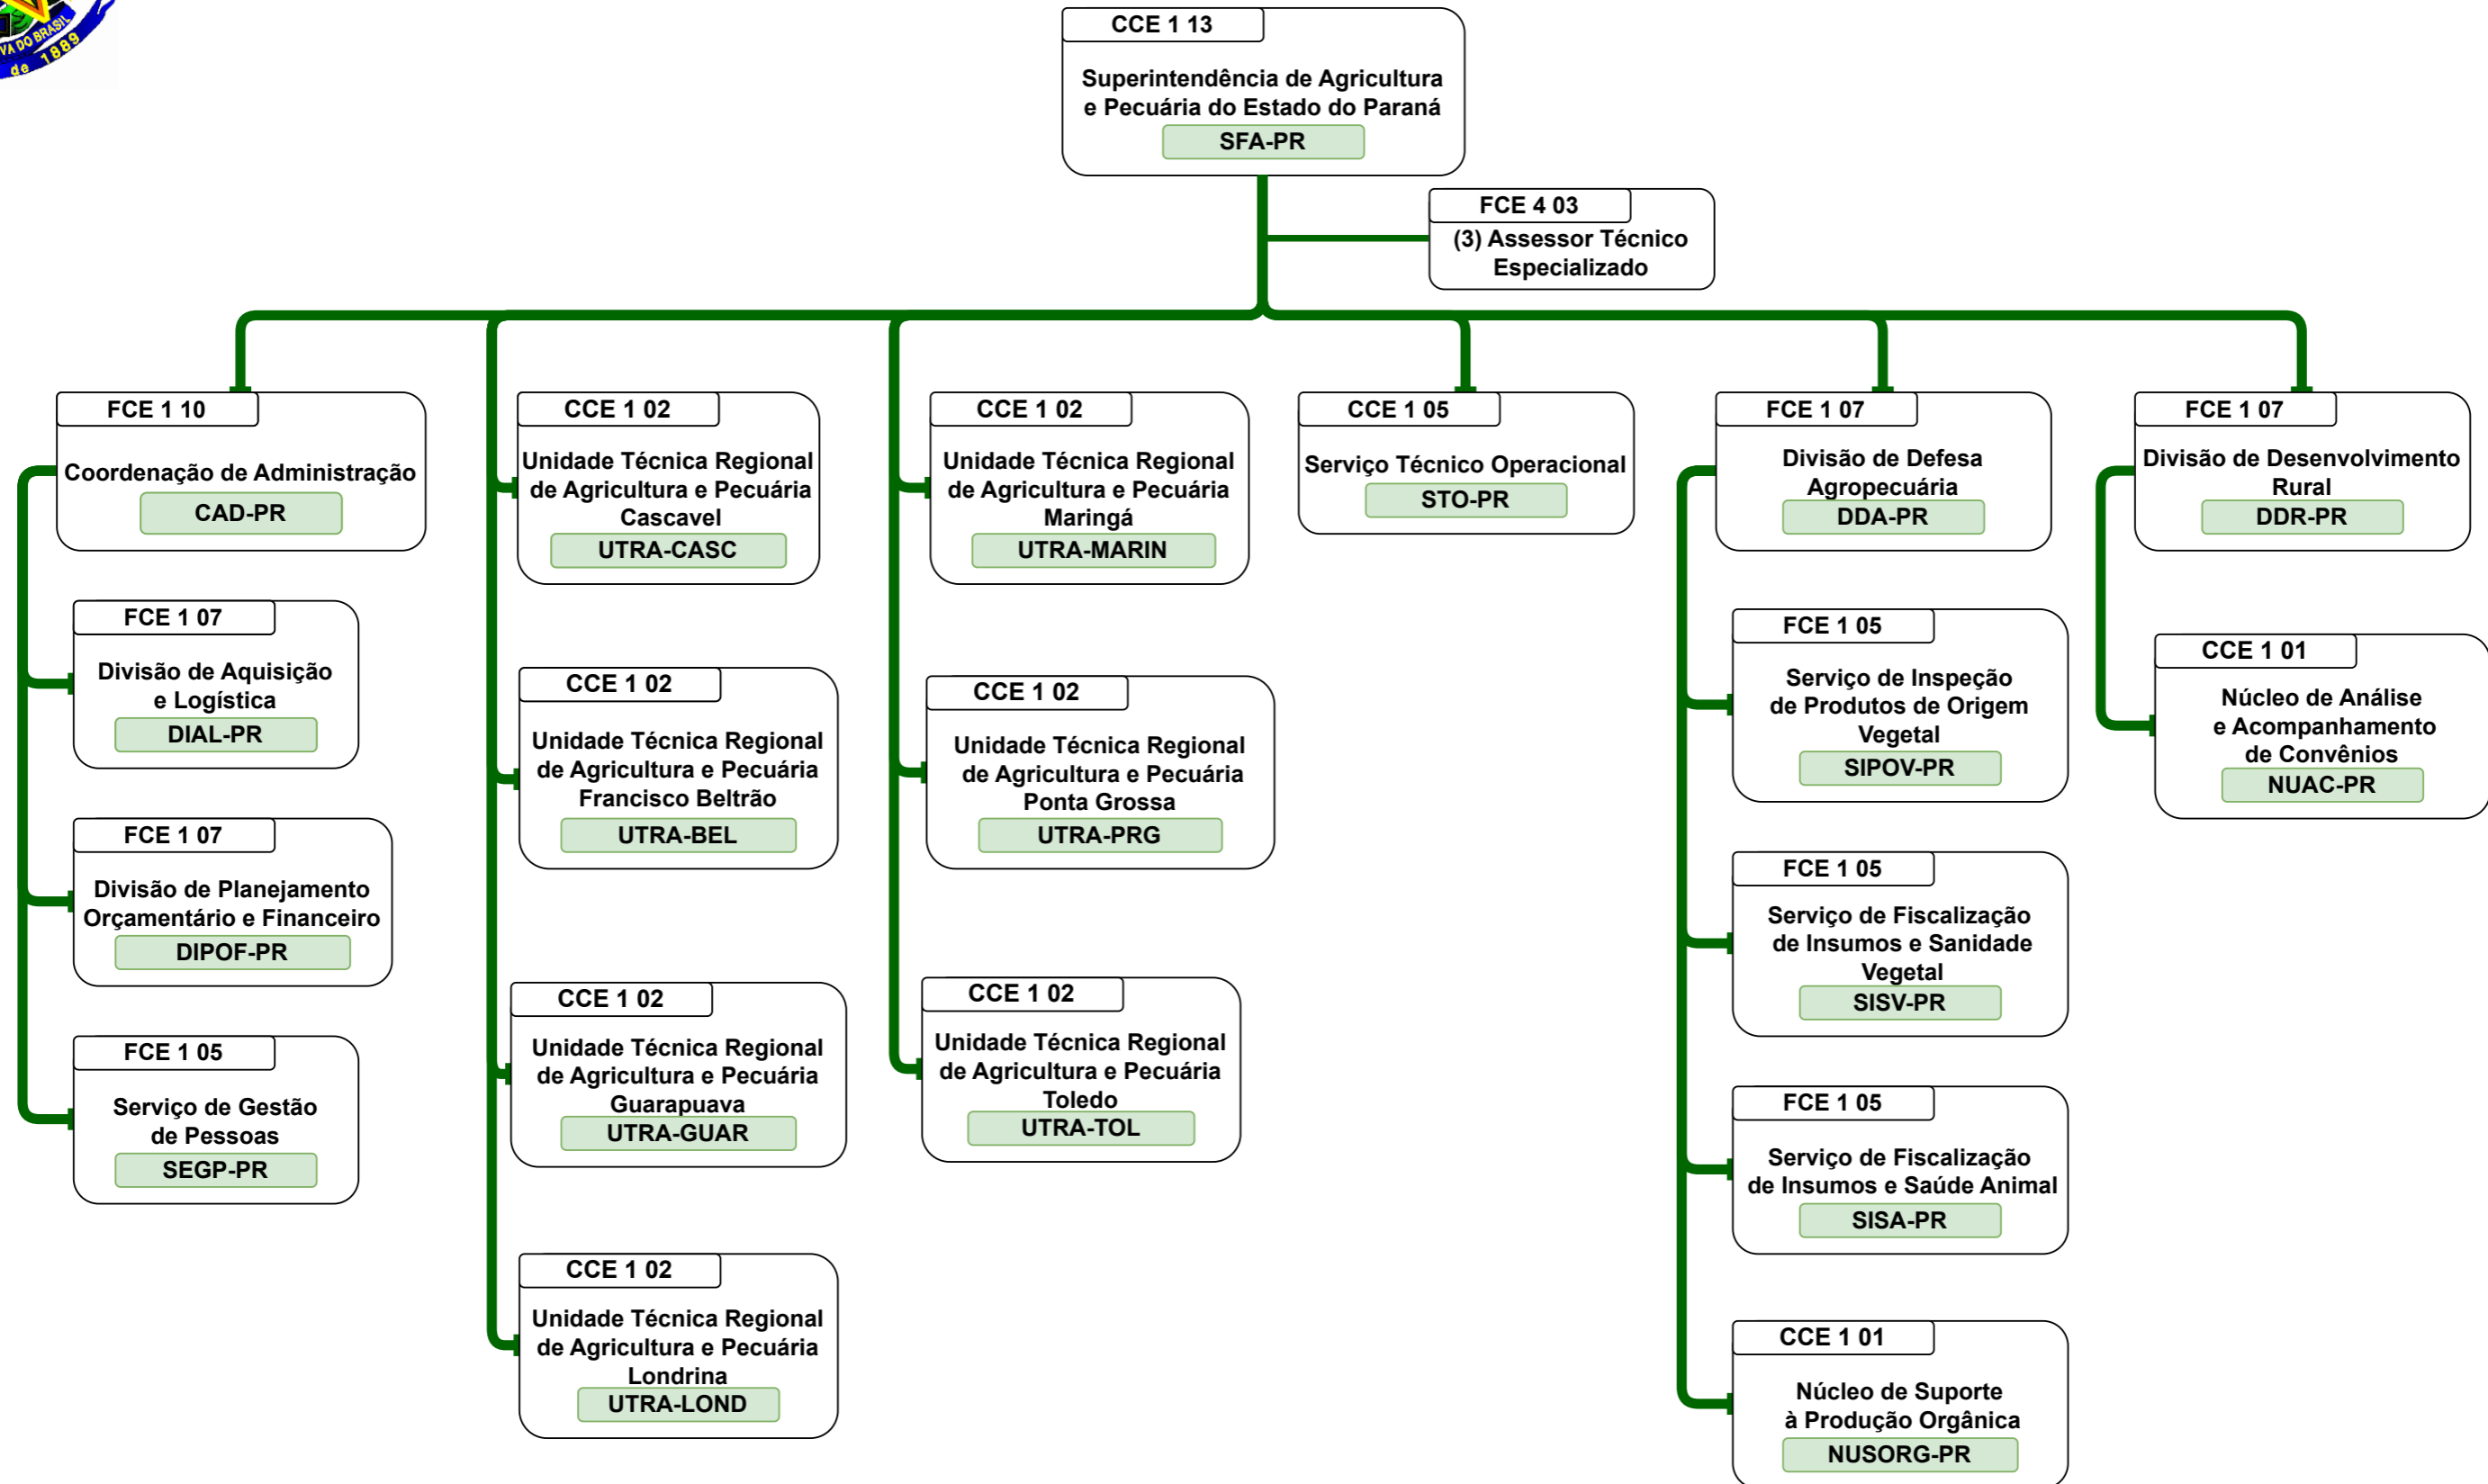 VA DO BRASIL
de 1889
CCE 1 13
Superintendência de Agricultura
e Pecuária do Estado do Paraná
SFA-PR
FCE 4 03
(3) Assessor Técnico
Especializado
FCE 1 10
Coordenação de Administração
CAD-PR
FCE 1 07
Divisão de Aquisição
e Logística
DIAL-PR
FCE 1 07
Divisão de Planejamento
Orçamentário e Financeiro
DIPOF-PR
FCE 1 05
Serviço de Gestão
de Pessoas
SEGP-PR
CCE 1 02
Unidade Técnica Regional
de Agricultura e Pecuária
Cascavel
UTRA-CASC
CCE 1 02
Unidade Técnica Regional
de Agricultura e Pecuária
Francisco Beltrão
UTRA-BEL
CCE 1 02
Unidade Técnica Regional
de Agricultura e Pecuária
Guarapuava
UTRA-GUAR
CCE 1 02
Unidade Técnica Regional
de Agricultura e Pecuária
Londrina
UTRA-LOND
CCE 1 02
Unidade Técnica Regional
de Agricultura e Pecuária
Maringá
UTRA-MARIN
CCE 1 02
Unidade Técnica Regional
de Agricultura e Pecuária
Ponta Grossa
UTRA-PRG
CCE 1 02
Unidade Técnica Regional
de Agricultura e Pecuária
Toledo
UTRA-TOL
CCE 1 05
Serviço Técnico Operacional
STO-PR
FCE 1 07
Divisão de Defesa
Agropecuária
DDA-PR
FCE 1 05
Serviço de Inspeção
de Produtos de Origem
Vegetal
SIPOV-PR
FCE 1 05
Serviço de Fiscalização
de Insumos e Sanidade
Vegetal
SISV-PR
FCE 1 05
Serviço de Fiscalização
de Insumos e Saúde Animal
SISA-PR
CCE 1 01
Núcleo de Suporte
à Produção Orgânica
NUSORG-PR
FCE 1 07
Divisão de Desenvolvimento
Rural
DDR-PR
CCE 1 01
Núcleo de Análise
e Acompanhamento
de Convênios
NUAC-PR